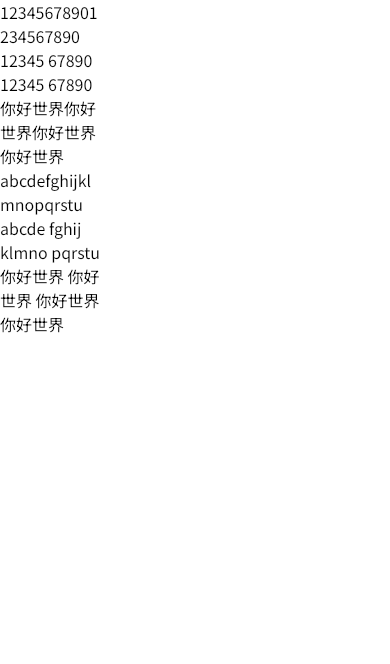 12345678901
234567890
12345 67890
12345 67890
你好世界你好
世界你好世界
你好世界
abcdefghijkl
mnopqrstu
abcde fghij
klmno pqrstu
你好世界 你好
世界 你好世界
你好世界